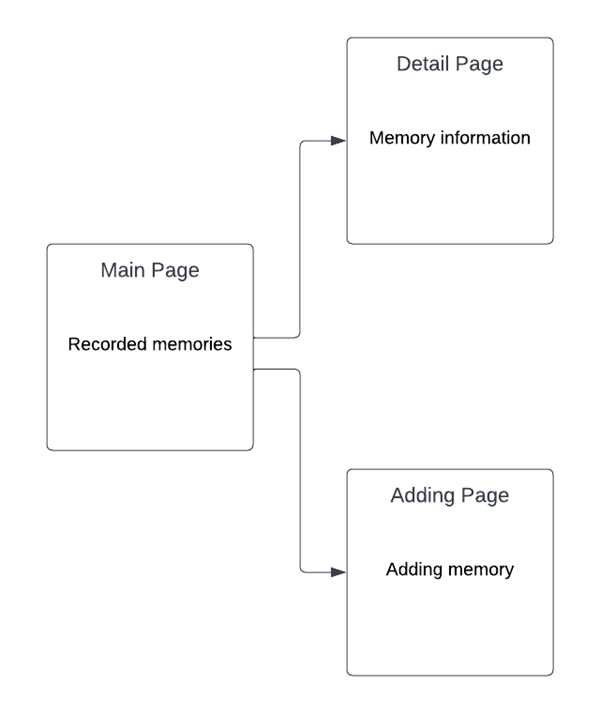 Detail Page
Memory information
Main Page
Recorded memories
Adding Page
Adding memory